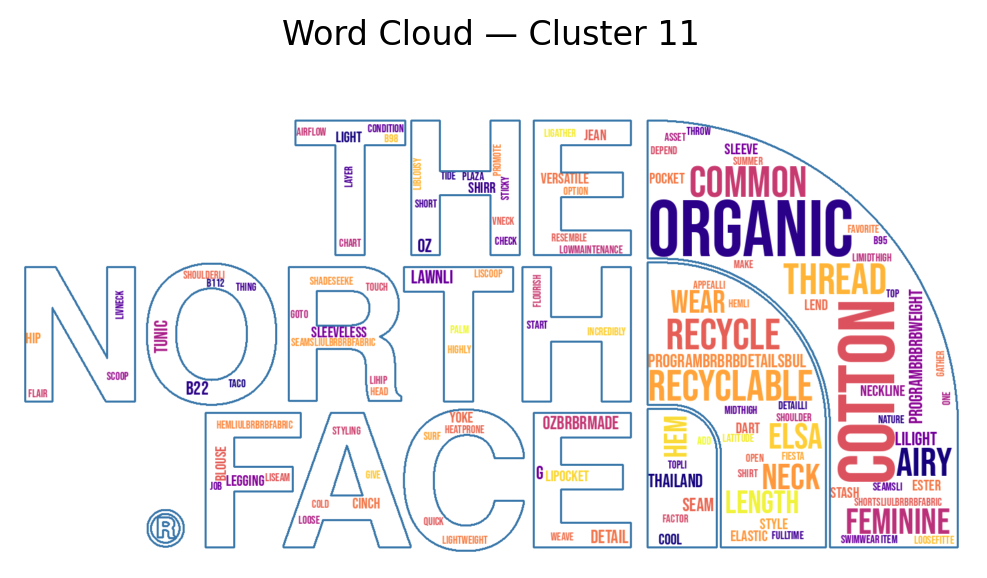 Word Cloud — Cluster 11
THE
AIRFLOW
LIGHT
CONDITION
B98
LAYER
CHART
LIBLOUSY
TIDE
PLAZA
PROMOTE
SHIRR
STICKY
SHORT
VNECK
OZ
CHECK
LIGATHER
JEAN
VERSATILE
OPTION
RESEMBLE
LOWMAINTENANCE
ASSET
THROW
DEPEND
SLEEVE
SUMMER
POCKET
COMMON
ORGANIC
FAVORITE
B95
LIMIDTHIGH
MAKE
THREAD
TOP
LEND
COTTON
PROGRAMBRBRBWEIGHT
GATHER
NECKLINE
ONE
NATURE
LILIGHT
AIRY
SEAMSLI
ESTER
STASH
SHORTSLIULBRBRBFABRIC
FEMININE
SWIMWEAR
ITEM
LOOSEFITTE
NORTH
LIVNECK
HIP
SCOOP
FLAIR
SHOULDERLI
B112
THING
TUNIC
B22
TACO
SHADESEEKE
TOUCH
GOTO
SLEEVELESS
SEAMSLIULBRBRBFABRIC
LIHIP
HEAD
LAWNLI
LISCOOP
PALM
HIGHLY
FLOURISH
START
INCREDIBLY
APPEALLI
WEAR
HENLI
RECYCLE
PROGRAMBRBRBDETAILSBUL
RECYCLABLE
MIDTHIGH
DETAILLI
SHOULDER
DART
ELSA
LATITUDE
FIESTA
OPEN
SHIRT
NECK
LENGTH
STYLE
ELASTIC
FULLTIME
FACE
HEMLIULBRBRBFABRIC
BLOUSE
JOB
LEGGING
LISEAM
STYLING
GIVE
COLD
CINCH
LOOSE
YOKE
HEATPRONE
SURF
QUICK
LIGHTWEIGHT
OZBRBRMADE
G
LIPOCKET
WEAVE
DETAIL
HEM
ADD
TOPLI
THAILAND
SEAM
FACTOR
COOL
®